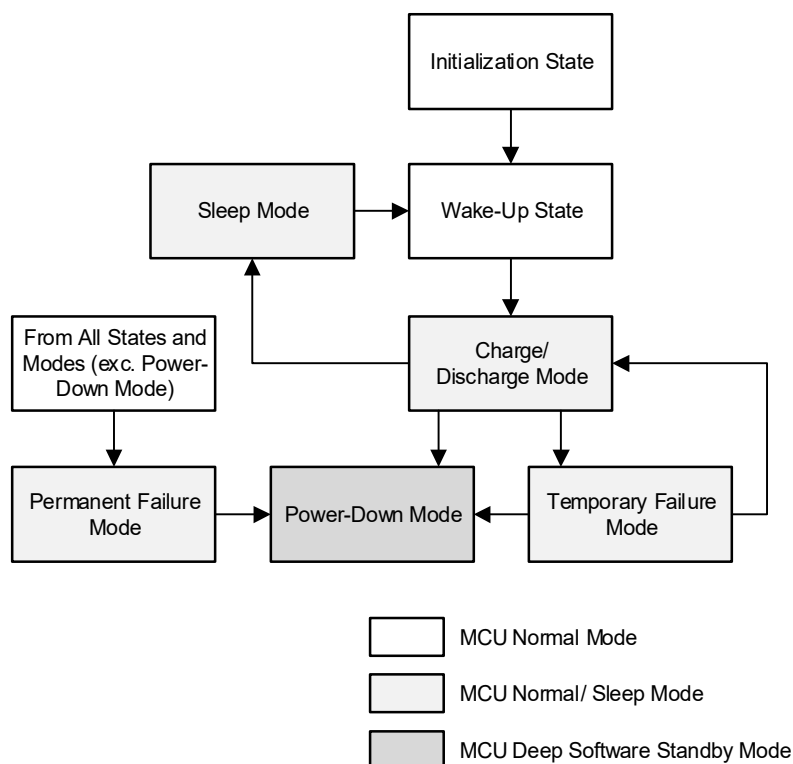 Initialization State
Sleep Mode
Wake-Up State
From All States and
Modes (exc. Power-
Down Mode)
Charge/
Discharge Mode
Permanent Failure
Mode
Power-Down Mode
Temporary Failure
Mode
MCU Normal Mode
MCU Normal/ Sleep Mode
MCU Deep Software Standby Mode